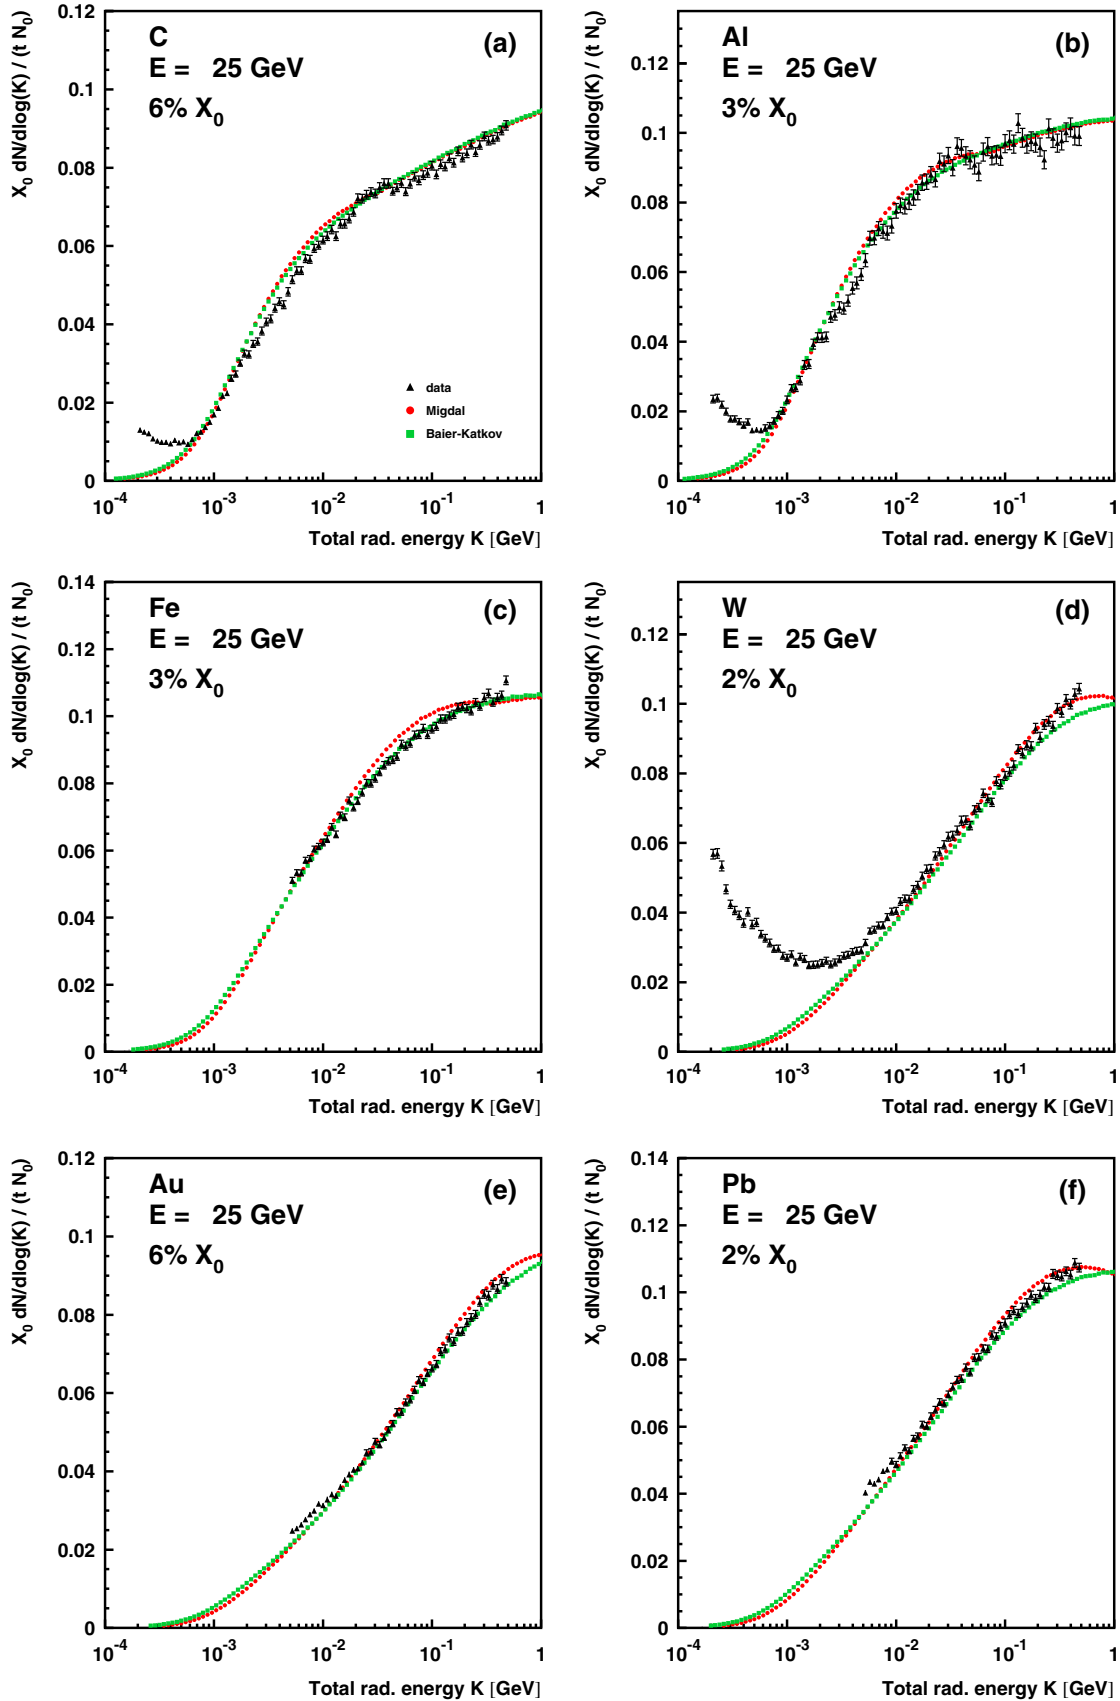 X0 dN/dlog(K) / (t N0)
0.12
0.1
0.08
0.06
0.04
0.02
0
C
E = 25 GeV
6% X0
(a)
data
Migdal
Baier-Katkov
10-4 10-3 10-2 10-1 1
Total rad. energy K [GeV]
X0 dN/dlog(K) / (t N0)
0.12
0.1
0.08
0.06
0.04
0.02
0
Al
E = 25 GeV
3% X0
(b)
10-4 10-3 10-2 10-1 1
Total rad. energy K [GeV]
X0 dN/dlog(K) / (t N0)
0.14
0.12
0.1
0.08
0.06
0.04
0.02
0
Fe
E = 25 GeV
3% X0
(c)
10-4 10-3 10-2 10-1 1
Total rad. energy K [GeV]
X0 dN/dlog(K) / (t N0)
0.12
0.1
0.08
0.06
0.04
0.02
0
W
E = 25 GeV
2% X0
(d)
10-4 10-3 10-2 10-1 1
Total rad. energy K [GeV]
X0 dN/dlog(K) / (t N0)
0.12
0.1
0.08
0.06
0.04
0.02
0
Au
E = 25 GeV
6% X0
(e)
10-4 10-3 10-2 10-1 1
Total rad. energy K [GeV]
X0 dN/dlog(K) / (t N0)
0.14
0.12
0.1
0.08
0.06
0.04
0.02
0
Pb
E = 25 GeV
2% X0
(f)
10-4 10-3 10-2 10-1 1
Total rad. energy K [GeV]